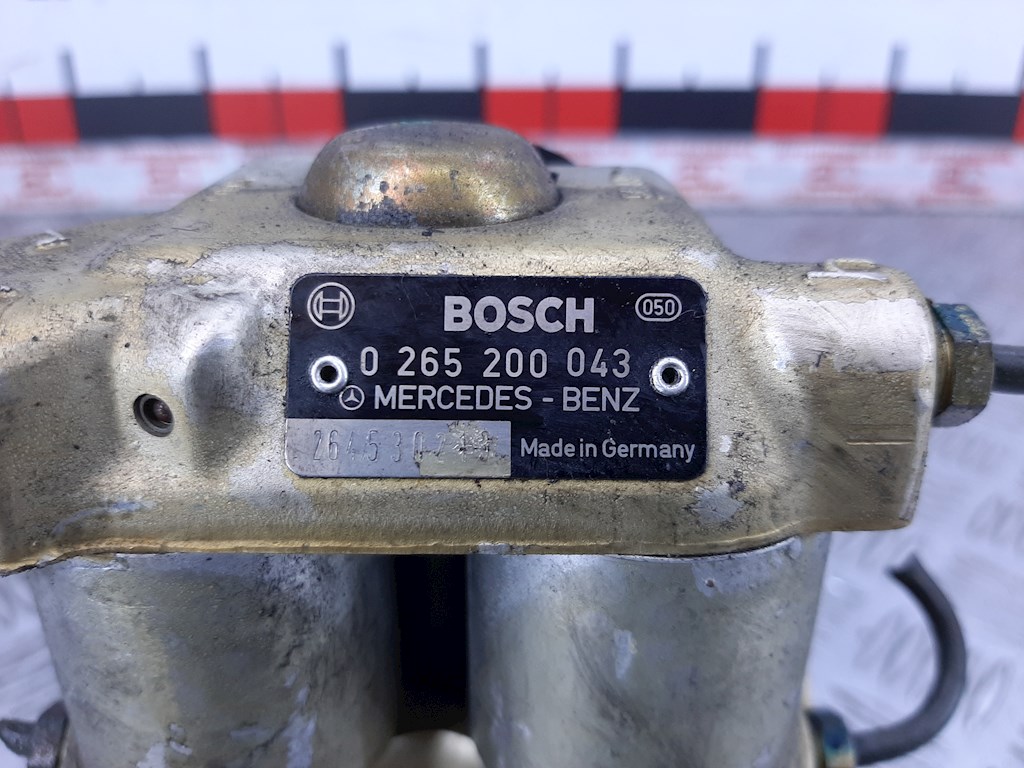 BOSCH 050
0 265 200 043
MERCEDES - BENZ
Made in Germany